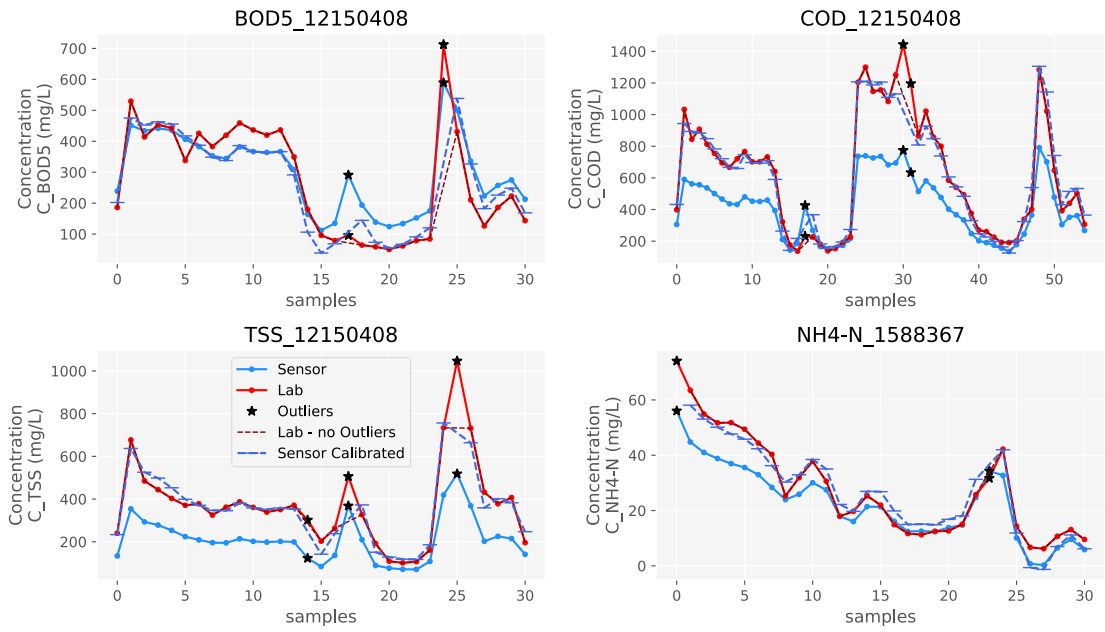 BOD5_12150408
Concentration
C_BOD5 (mg/L)
700
600
500
400
300
200
100
0 5 10 15 20 25 30
samples
COD_12150408
Concentration
C_COD (mg/L)
1400
1200
1000
800
600
400
200
0 10 20 30 40 50
samples
TSS_12150408
Concentration
C_TSS (mg/L)
1000
800
600
400
200
Sensor
Lab
Outliers
Lab - no Outliers
Sensor Calibrated
0 5 10 15 20 25 30
samples
NH4-N_1588367
Concentration
C_NH4-N (mg/L)
60
40
20
0
0 5 10 15 20 25 30
samples